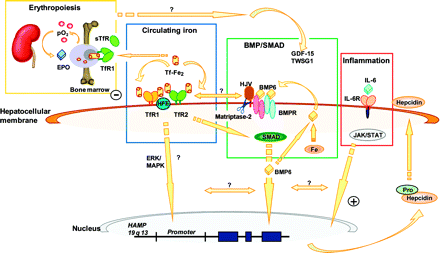 Erythropoiesis
pO2
sTfR
EPO
TfR1
Bone marrow
Circulating iron
Tf-Fe2
HFE
TfR1
TfR2
?
ERK/
MAPK
?
BMP/SMAD
GDF-15
TWSG1
?
HJV
BMP6
Matriptase-2
BMPR
SMAD
Fe
BMP6
?
?
Inflammation
IL-6
IL-6R
JAK/STAT
Hepcidin
Pro
Hepcidin
Hepatocellular
membrane
Nucleus
HAMP
19q13
Promoter